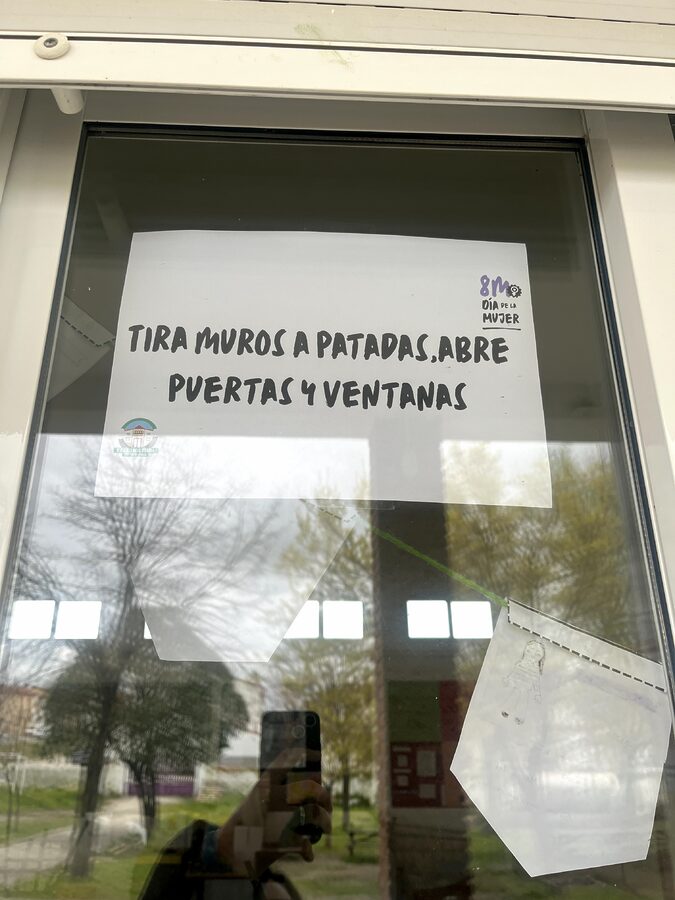 8M
DÍA DE LA
MUJER
TIRA MUROS A PATADAS,ABRE
PUERTAS Y VENTANAS